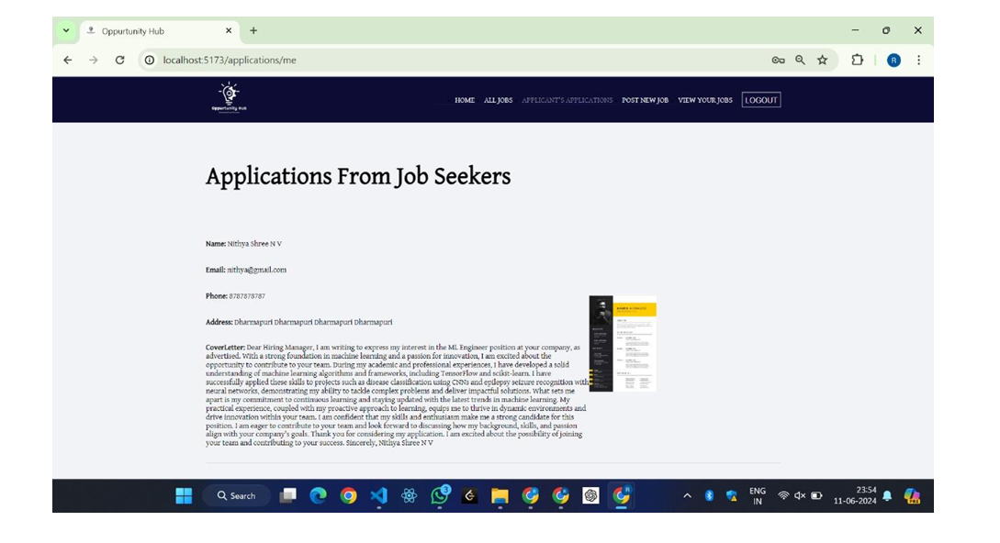 Oppurtunity Hub
localhost:5173/applications/me
R
Oppurtunity Hub
HOME ALL JOBS APPLICANT'S APPLICATIONS POST NEW JOB VIEW YOUR JOBS LOGOUT
Applications From Job Seekers
Name: Nithya Shree N V
Email: nithya@gmail.com
Phone: 8787878787
Address: Dharmapuri Dharmapuri Dharmapuri Dharmapuri
CoverLetter: Dear Hiring Manager, I am writing to express my interest in the ML Engineer position at your company, as
advertised. With a strong foundation in machine learning and a passion for innovation, I am excited about the
opportunity to contribute to your team. During my academic and professional experiences, I have developed a solid
understanding of machine learning algorithms and frameworks, including TensorFlow and scikit-learn. I have
successfully applied these skills to projects such as disease classification using CNNs and epilepsy seizure recognition with
neural networks, demonstrating my ability to tackle complex problems and deliver impactful solutions. What sets me
apart is my commitment to continuous learning and staying updated with the latest trends in machine learning. My
practical experience, coupled with my proactive approach to learning, equips me to thrive in dynamic environments and
drive innovation within your team. I am confident that my skills and enthusiasm make me a strong candidate for this
position. I am eager to contribute to your team and look forward to discussing how my background, skills, and passion
align with your company's goals. Thank you for considering my application. I am excited about the possibility of joining
your team and contributing to your success. Sincerely, Nithya Shree N V
Search
3
ENG
IN
23:54
11-06-2024